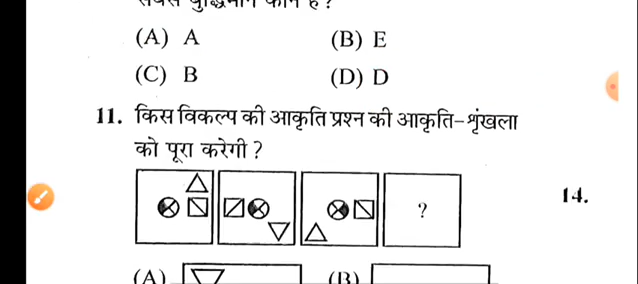 (A) A
(B) E
(C) B
(D) D
11. किस विकल्प की आकृति प्रश्न की आकृति-शृंखला
को पूरा करेगी ?
?
14.
(A)
(B)